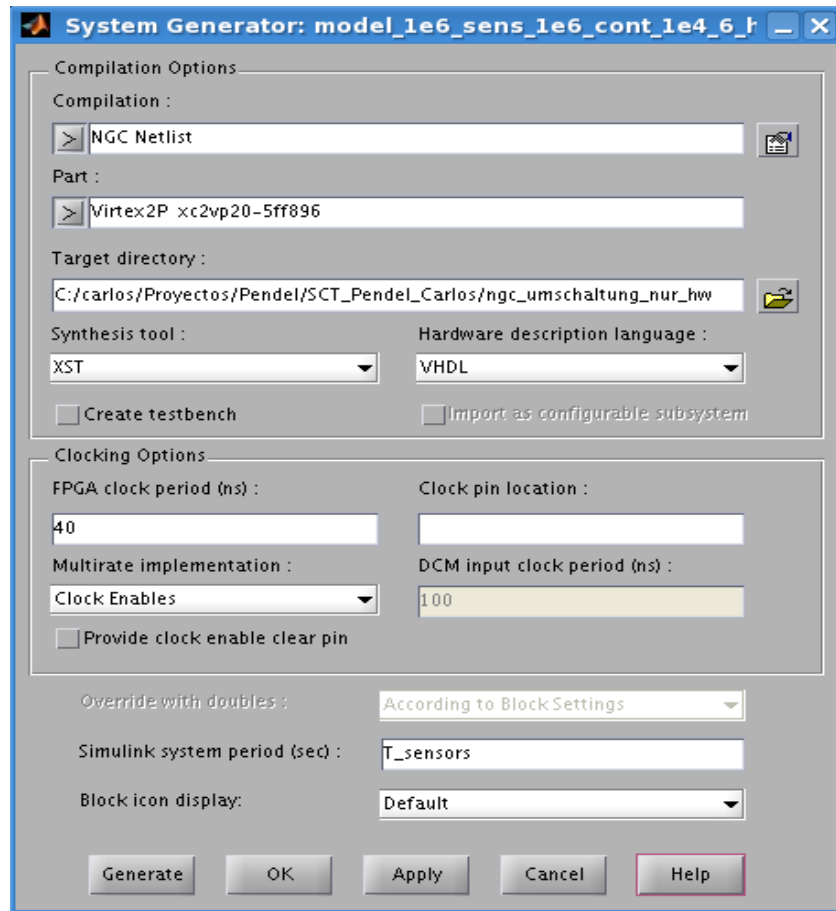 System Generator: model_1e6_sens_1e6_cont_1e4_6_h
Compilation Options
Compilation :
> NGC Netlist
Part :
> Virtex2P xc2vp20-5ff896
Target directory :
C:/carlos/Proyectos/Pendel/SCT_Pendel_Carlos/ngc_umschaltung_nur_hw
Synthesis tool : Hardware description language :
XST VHDL
Create testbench Import as configurable subsystem
Clocking Options
FPGA clock period (ns) : Clock pin location :
40
Multirate implementation : DCM input clock period (ns) :
Clock Enables 100
Provide clock enable clear pin
Override with doubles : According to Block Settings
Simulink system period (sec) : T_sensors
Block icon display: Default
Generate OK Apply Cancel Help